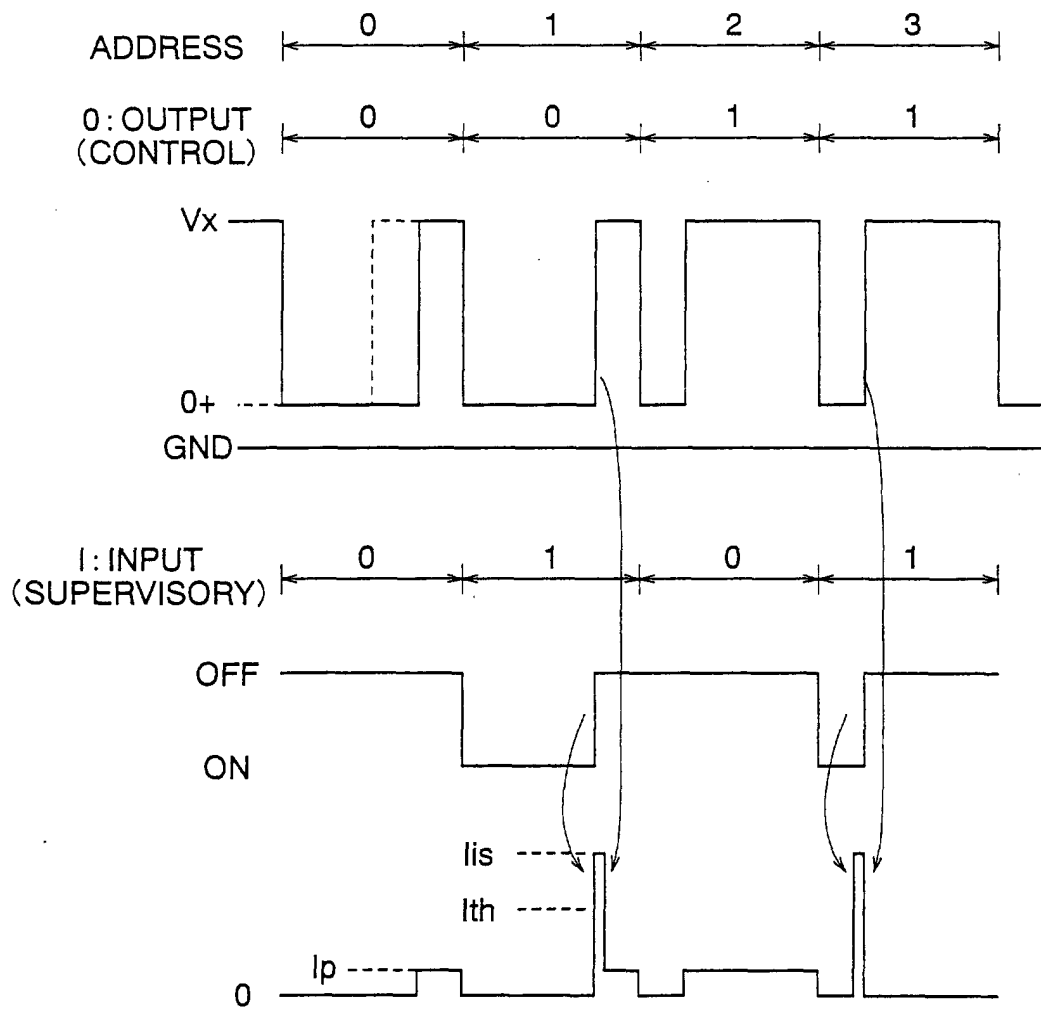 ADDRESS 0 1 2 3
0 : OUTPUT
(CONTROL) 0 0 1 1
Vx
0+
GND
I : INPUT
(SUPERVISORY) 0 1 0 1
OFF
ON
Iis
Ith
Ip
0